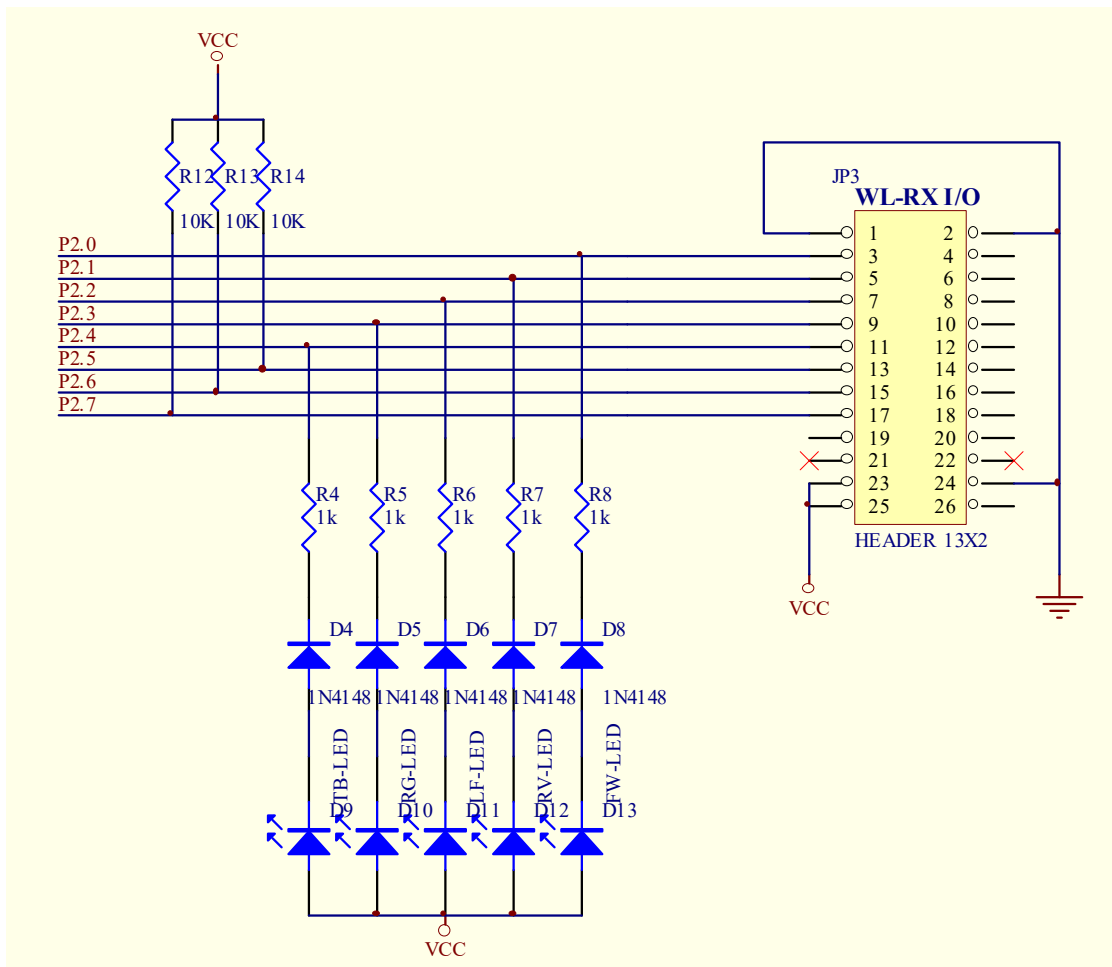 VCC
R12 R13 R14
10K 10K 10K
JP3
WL-RX I/O
P2.0
P2.1
P2.2
P2.3
P2.4
P2.5
P2.6
P2.7
1 2
3 4
5 6
7 8
9 10
11 12
13 14
15 16
17 18
19 20
21 22
23 24
25 26
HEADER 13X2
VCC
R4 R5 R6 R7 R8
1k 1k 1k 1k 1k
D4 D5 D6 D7 D8
1N4148 1N4148 1N4148 1N4148 1N4148
TB-LED RG-LED LF-LED RV-LED FW-LED
D9 D10 D11 D12 D13
VCC